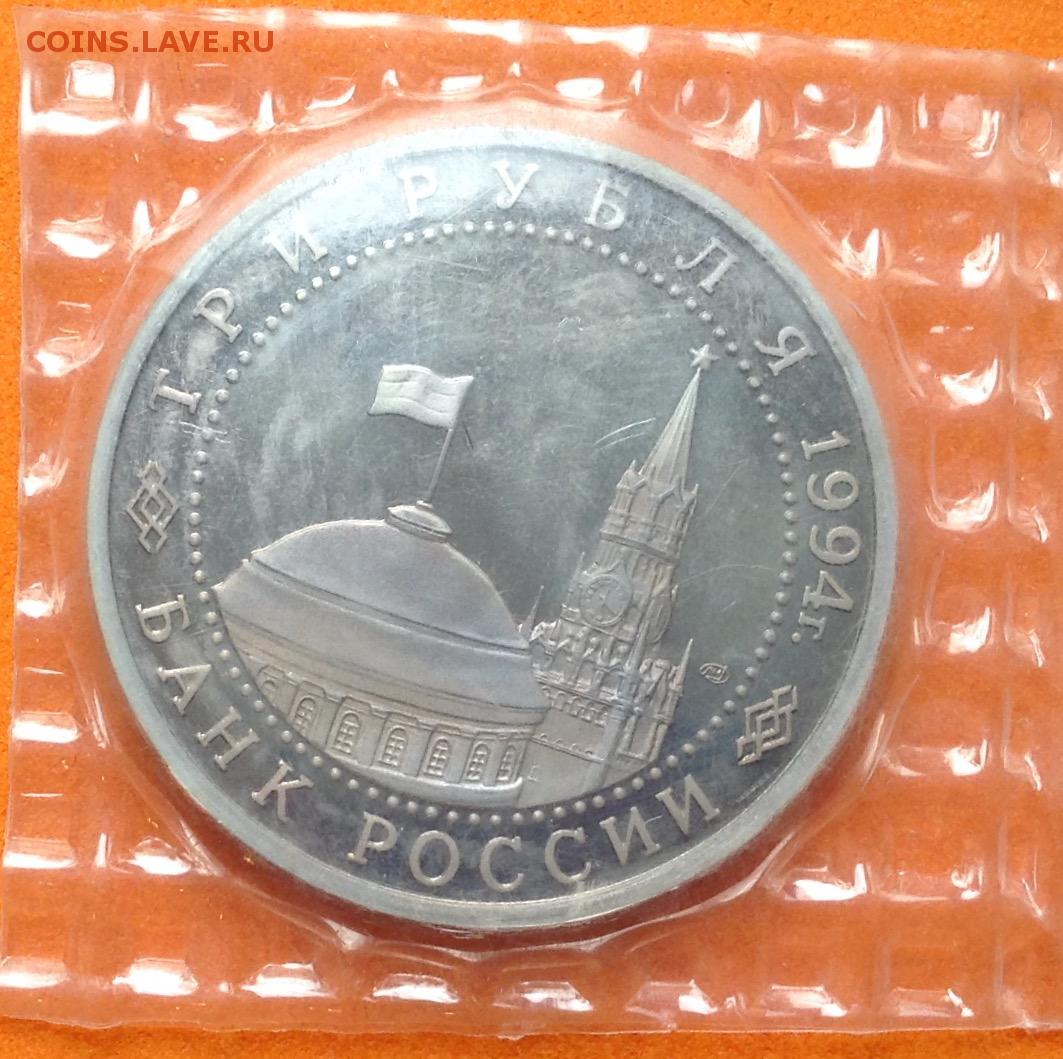 COINS.LAVE.RU
ТРИ РУБЛЯ 1994г.
БАНК РОССИИ